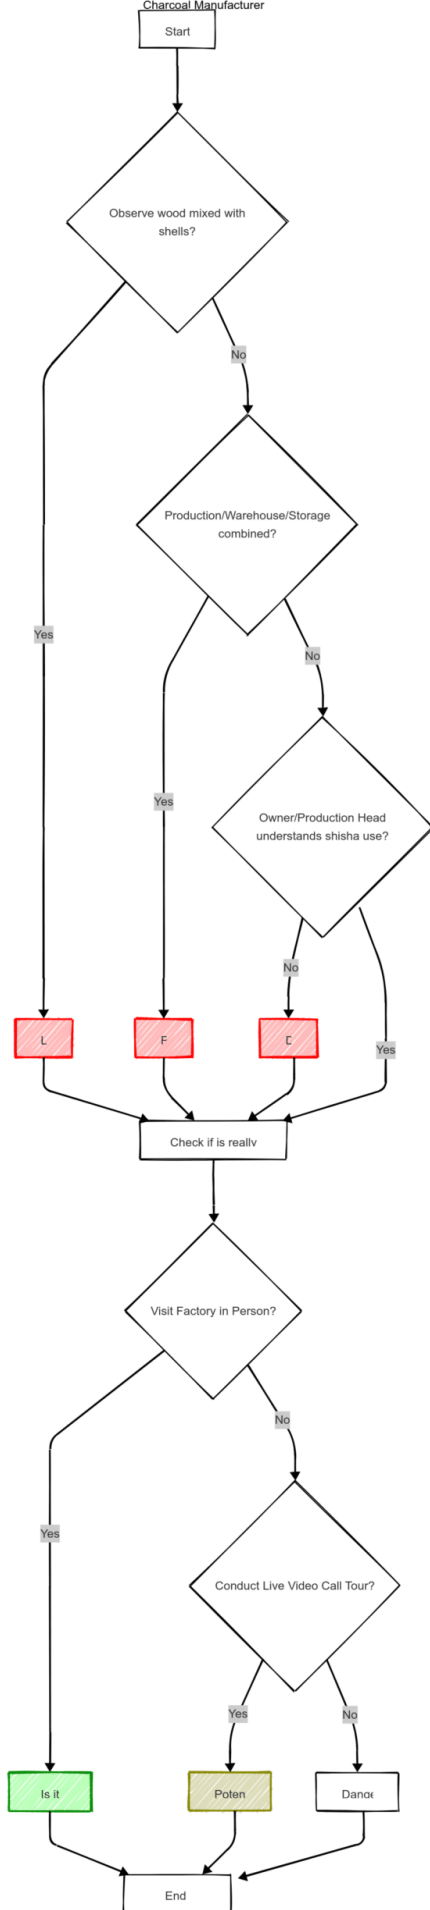 Charcoal Manufacturer
Start
Observe wood mixed with
shells?
No
Production/Warehouse/Storage
combined?
Yes
No
Yes
Owner/Production Head
understands shisha use?
No
L
F
Yes
Check if is really
Visit Factory in Person?
No
Yes
Conduct Live Video Call Tour?
Yes
No
Is it
Poten
Dange
End